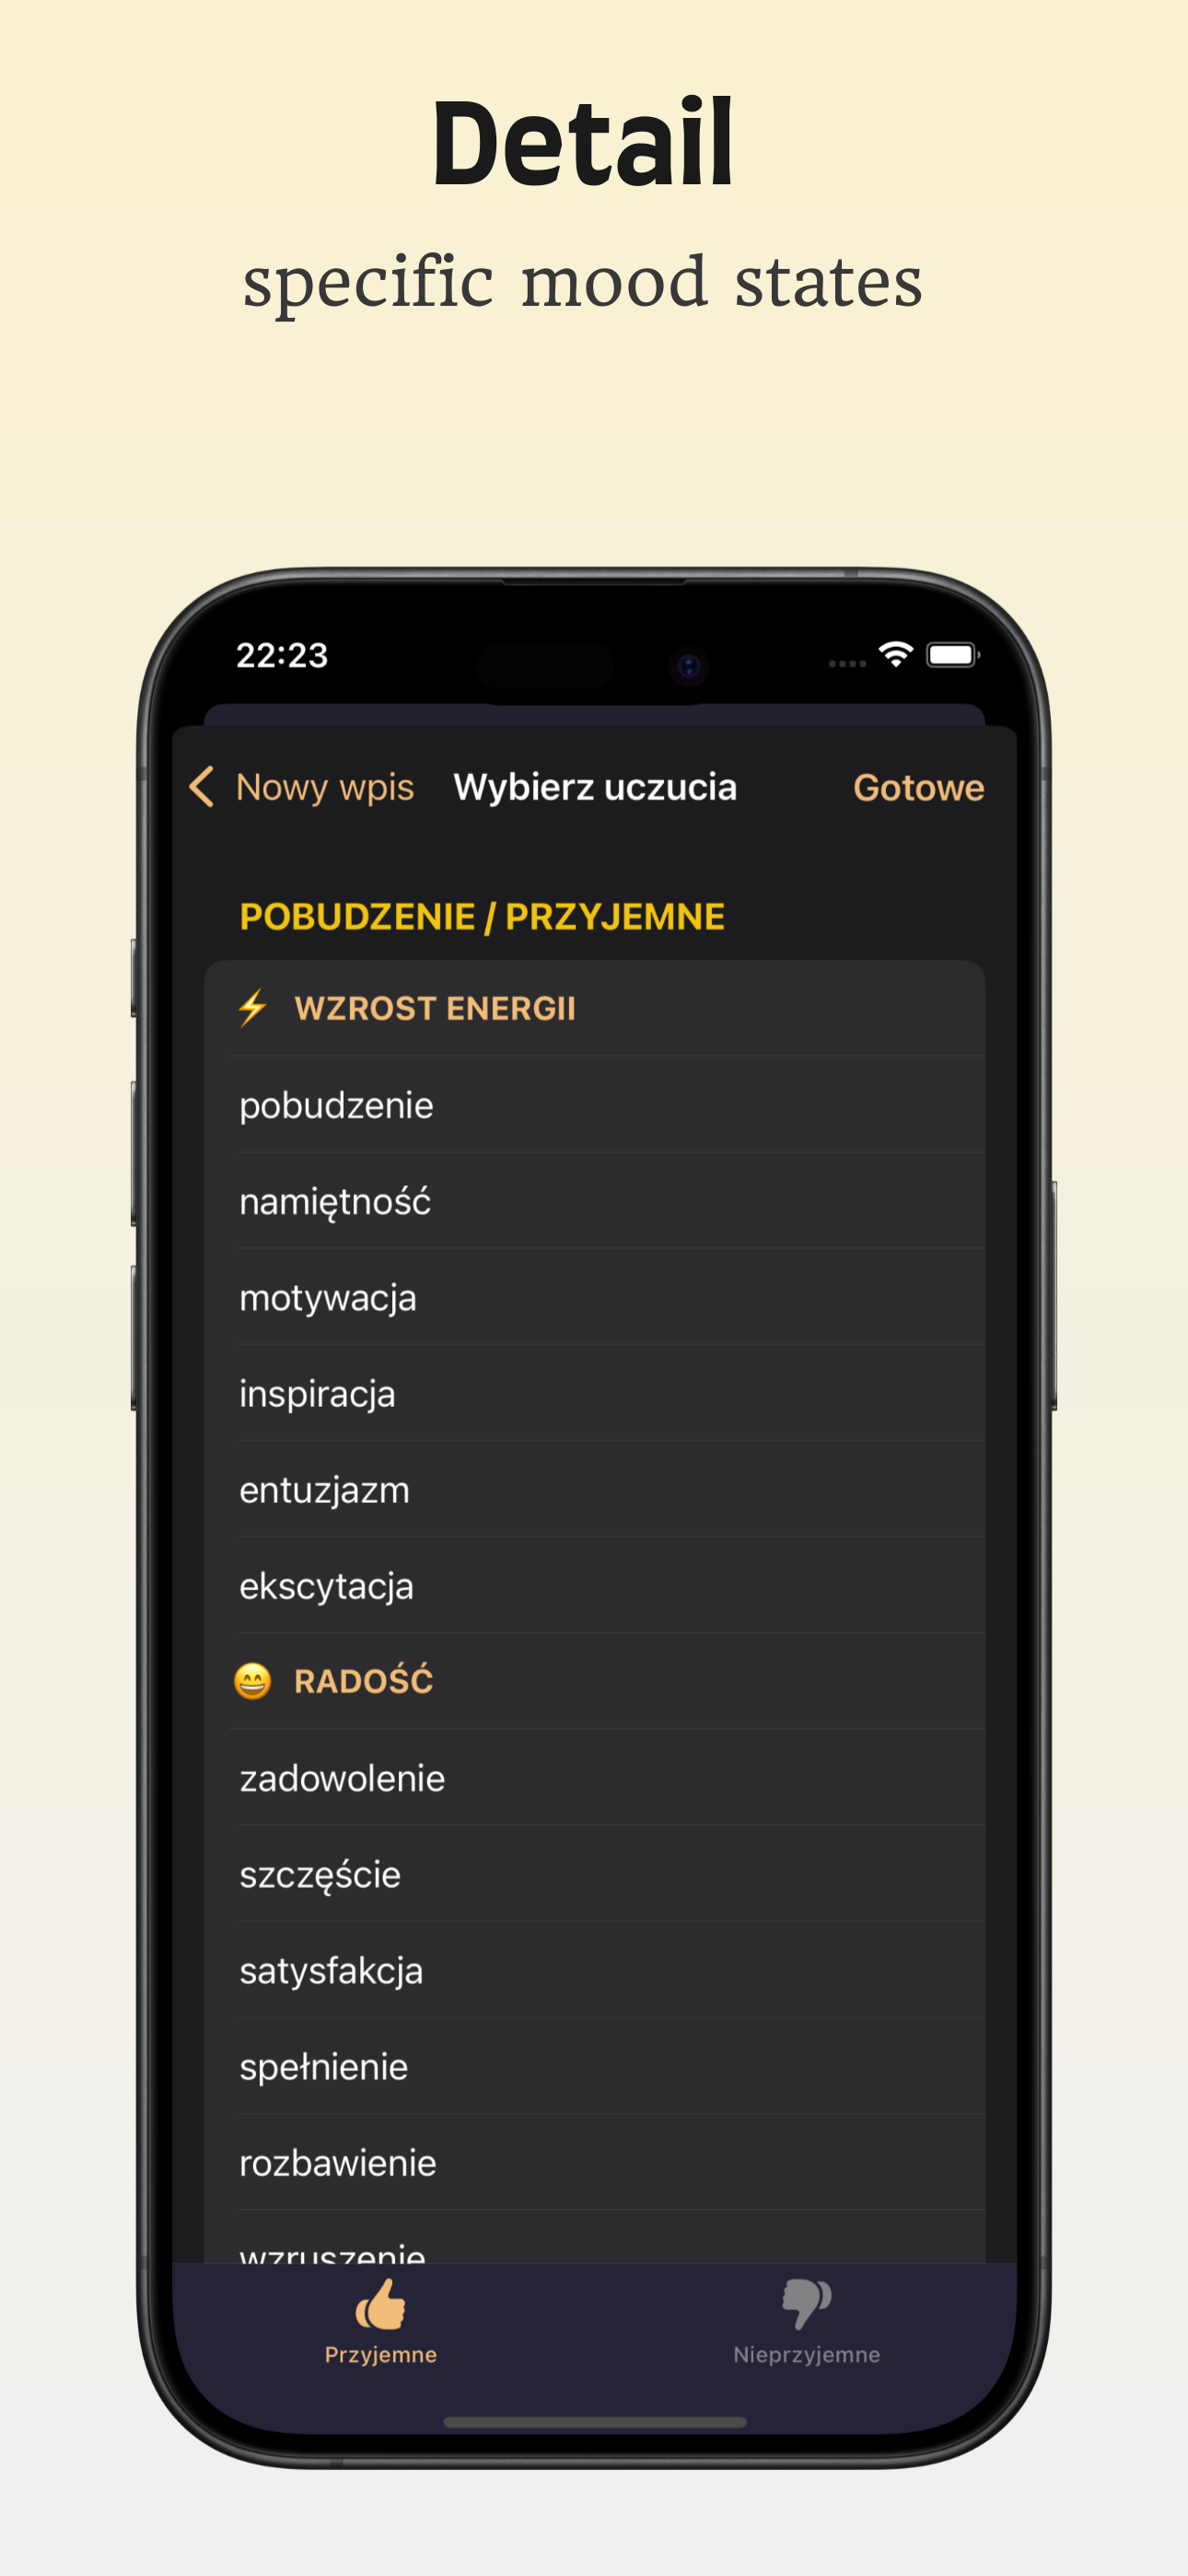 Detail
specific mood states
22:23
Nowy wpis
Wybierz uczucia
Gotowe
POBUDZENIE / PRZYJEMNE
WZROST ENERGII
pobudzenie
namiętność
motywacja
inspiracja
entuzjazm
ekscytacja
RADOŚĆ
zadowolenie
szczęście
satysfakcja
spełnienie
rozbawienie
wzruszenie
Przyjemne
Nieprzyjemne